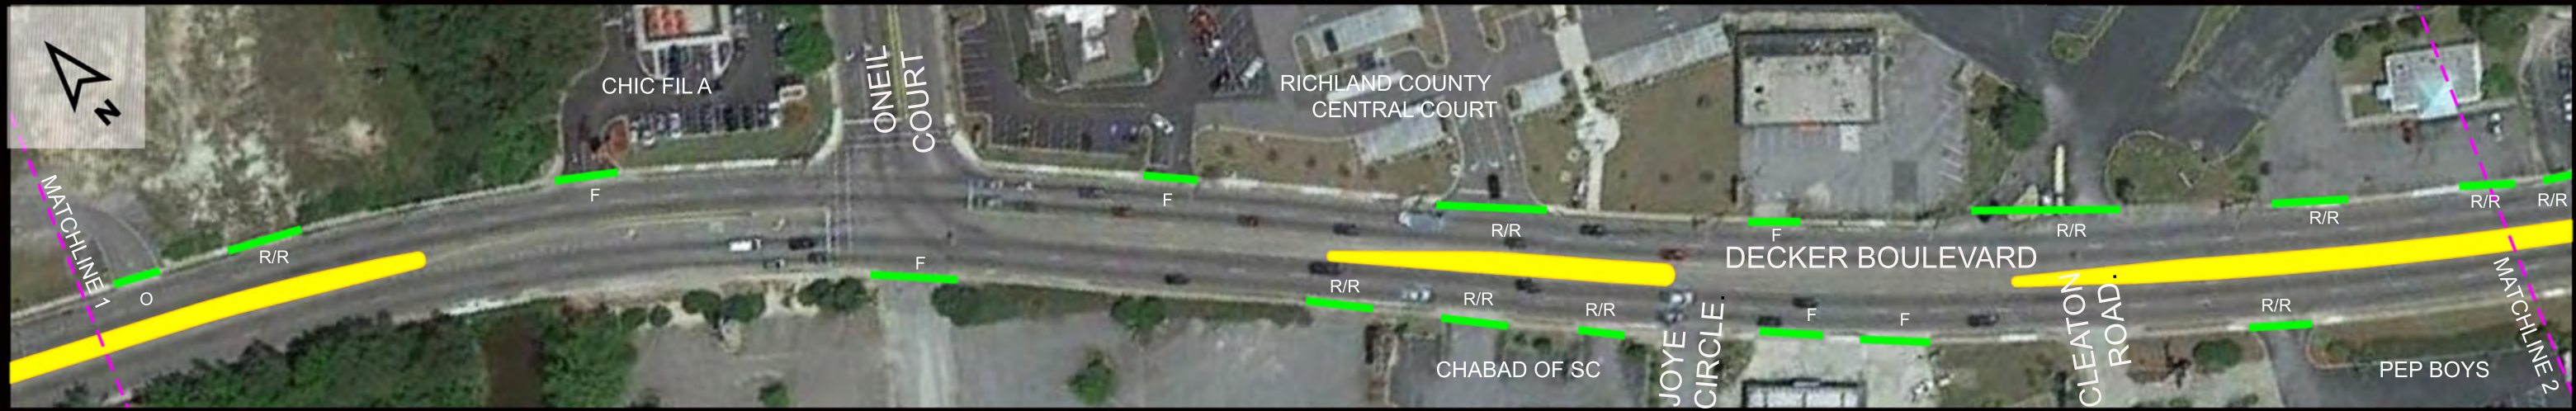 N
MATCHLINE 1
O
R/R
CHIC FIL A
F
ONEIL
COURT
F
F
RICHLAND COUNTY
CENTRAL COURT
R/R
R/R
R/R
R/R
CHABAD OF SC
JOYE
CIRCLE.
F
DECKER BOULEVARD
F
F
R/R
CLEATON
ROAD.
R/R
R/R
PEP BOYS
R/R
R/R
MATCHLINE 2